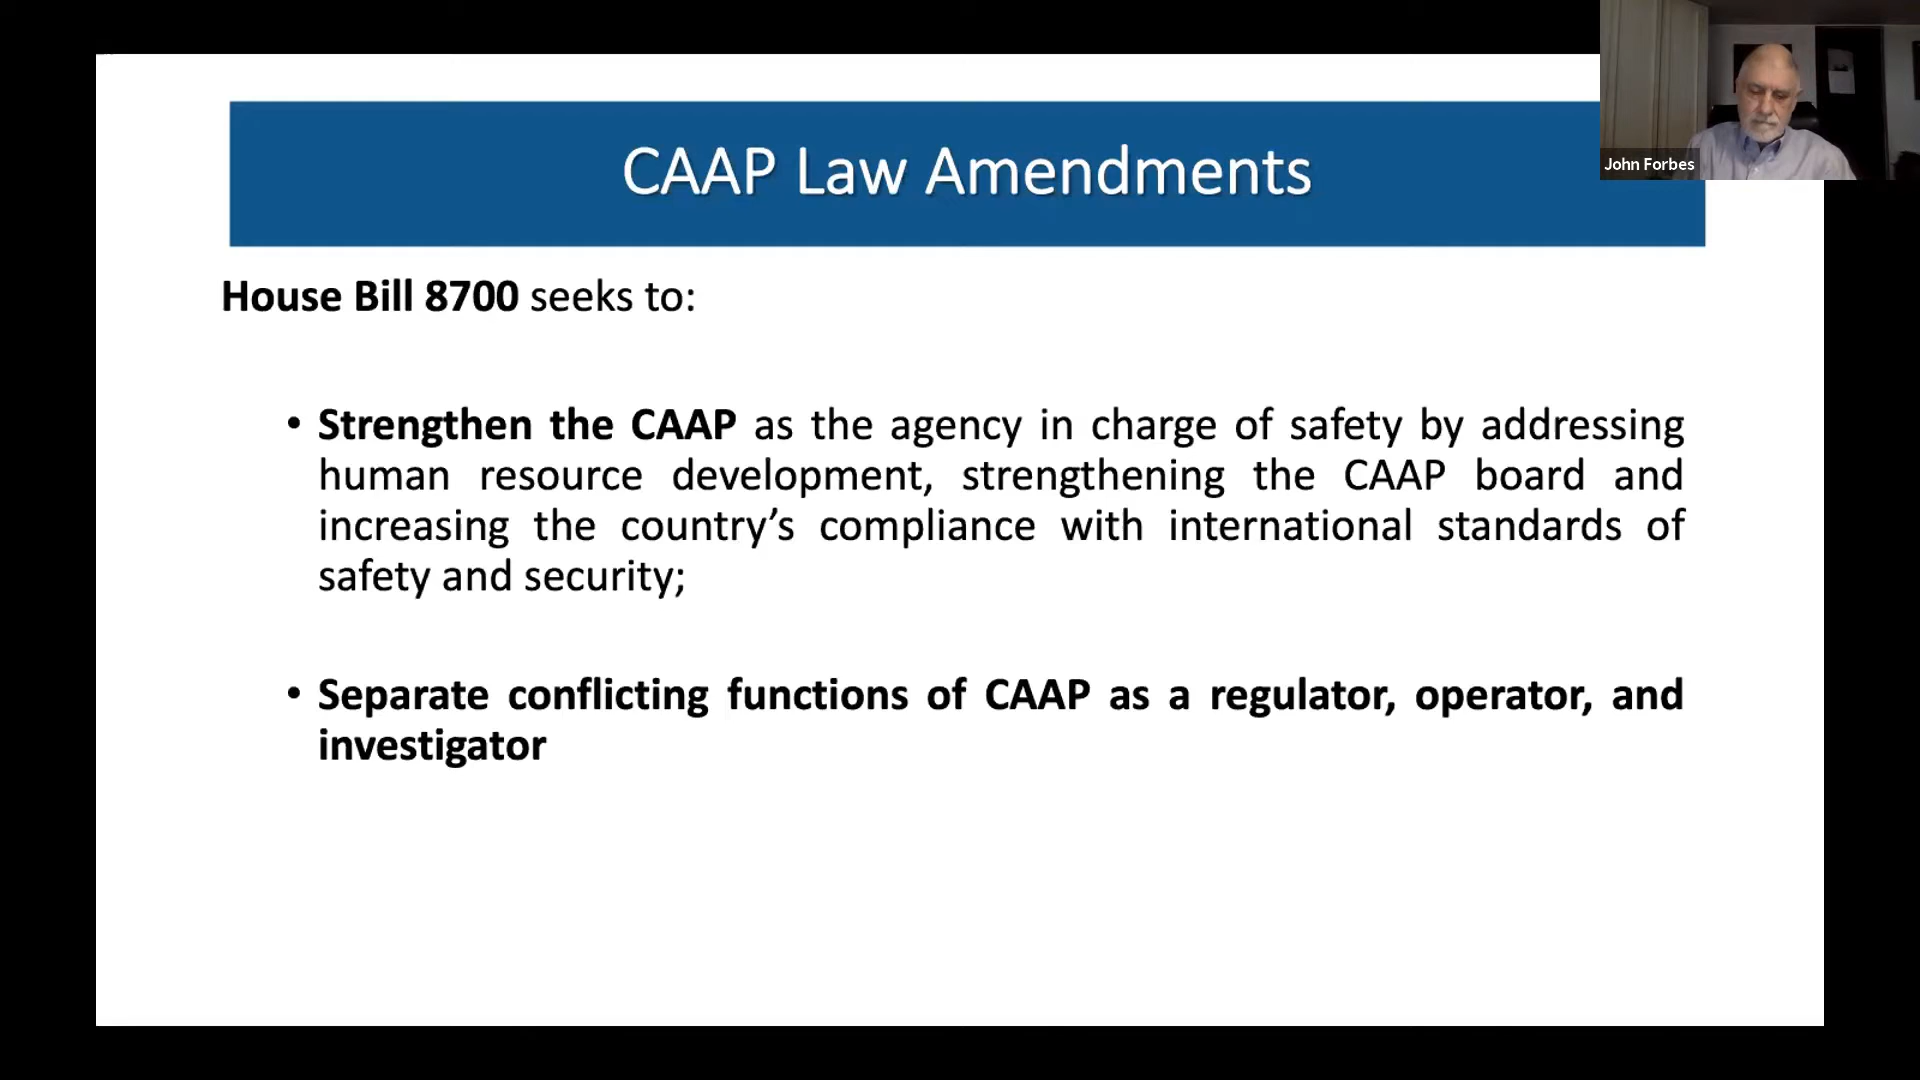 CAAP Law Amendments
John Forbes
House Bill 8700 seeks to:
• Strengthen the CAAP as the agency in charge of safety by addressing
human resource development, strengthening the CAAP board and
increasing the country’s compliance with international standards of
safety and security;
• Separate conflicting functions of CAAP as a regulator, operator, and
investigator